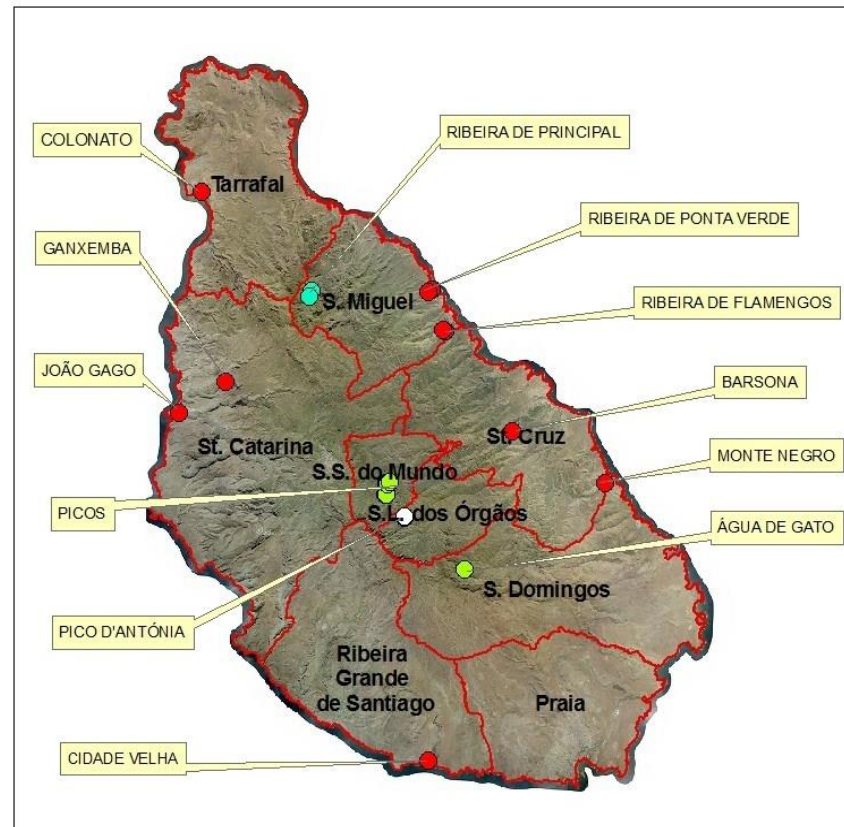 RIBEIRA DE PRINCIPAL
COLONATO
Tarrafal
RIBEIRA DE PONTA VERDE
GANXEMBA
S. Miguel
RIBEIRA DE FLAMENGOS
JOÃO GAGO
BARSONA
St. Catarina
St. Cruz
S.S. do Mundo
MONTE NEGRO
PICOS
S.L. dos Órgãos
ÁGUA DE GATO
S. Domingos
PICO D'ANTÓNIA
Ribeira
Grande
de Santiago
Praia
CIDADE VELHA